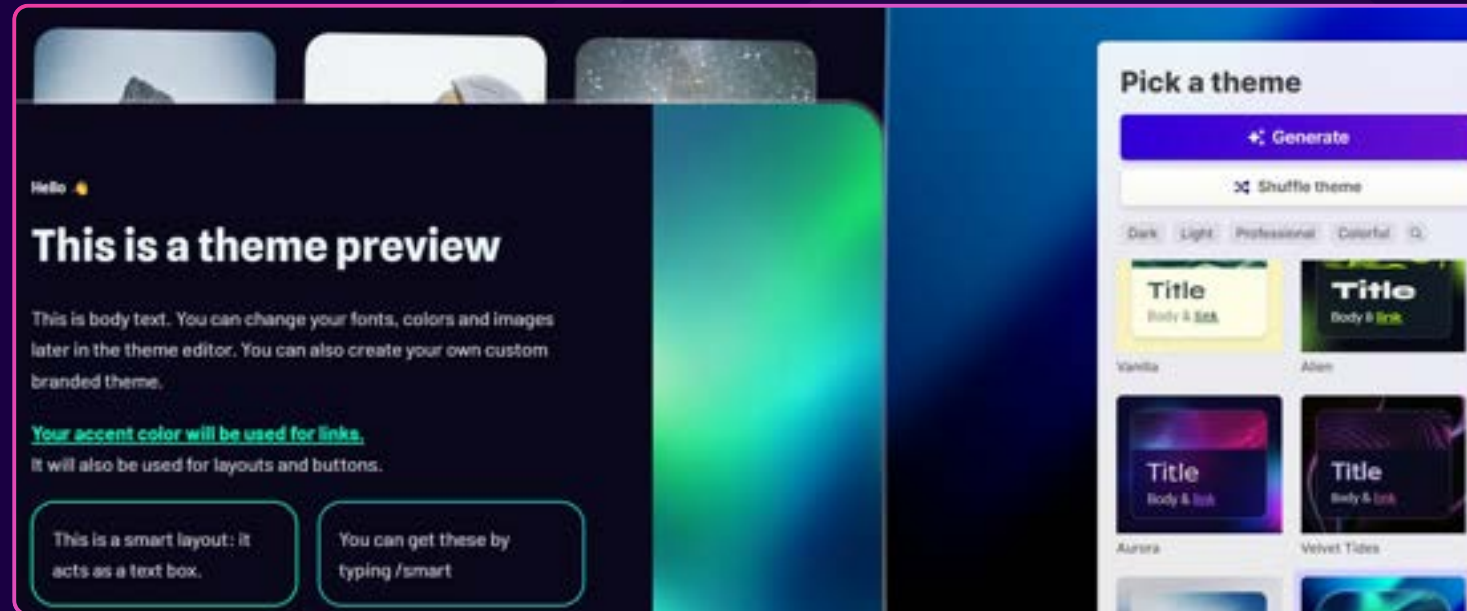 Hello 👋
This is a theme preview
This is body text. You can change your fonts, colors and images
later in the theme editor. You can also create your own custom
branded theme.
Your accent color will be used for links.
It will also be used for layouts and buttons.
This is a smart layout: it
acts as a text box.
You can get these by
typing /smart
Pick a theme
Generate
Shuffle theme
Dark Light Professional Colorful
Title
Body & link
Vanilla
Title
Body & link
Alien
Title
Body & link
Aurora
Title
Body & link
Velvet Tides